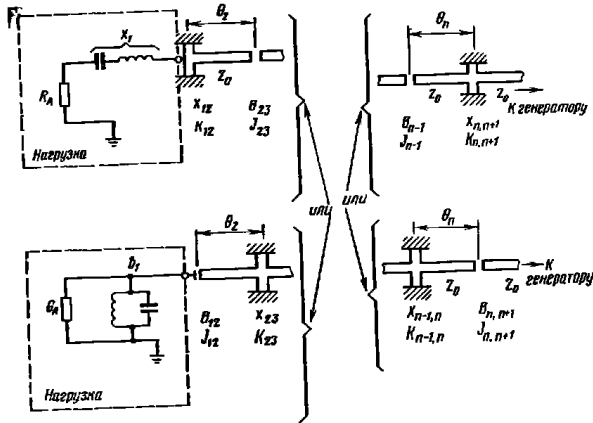 X₁
θ₂
θₙ
R_A
Z₀
X₁₂
K₁₂
B₂₃
J₂₃
Нагрузка
Z₀
Z₀
К генератору
Bₙ₋₁
Jₙ₋₁
Xₙ,ₙ₊₁
Kₙ,ₙ₊₁
или
или
b₁
θ₂
θₙ
G_A
B₁₂
J₁₂
X₂₃
K₂₃
Нагрузка
Z₀
Z₀
К
генератору
Xₙ₋₁,ₙ
Kₙ₋₁,ₙ
Bₙ,ₙ₊₁
Jₙ,ₙ₊₁